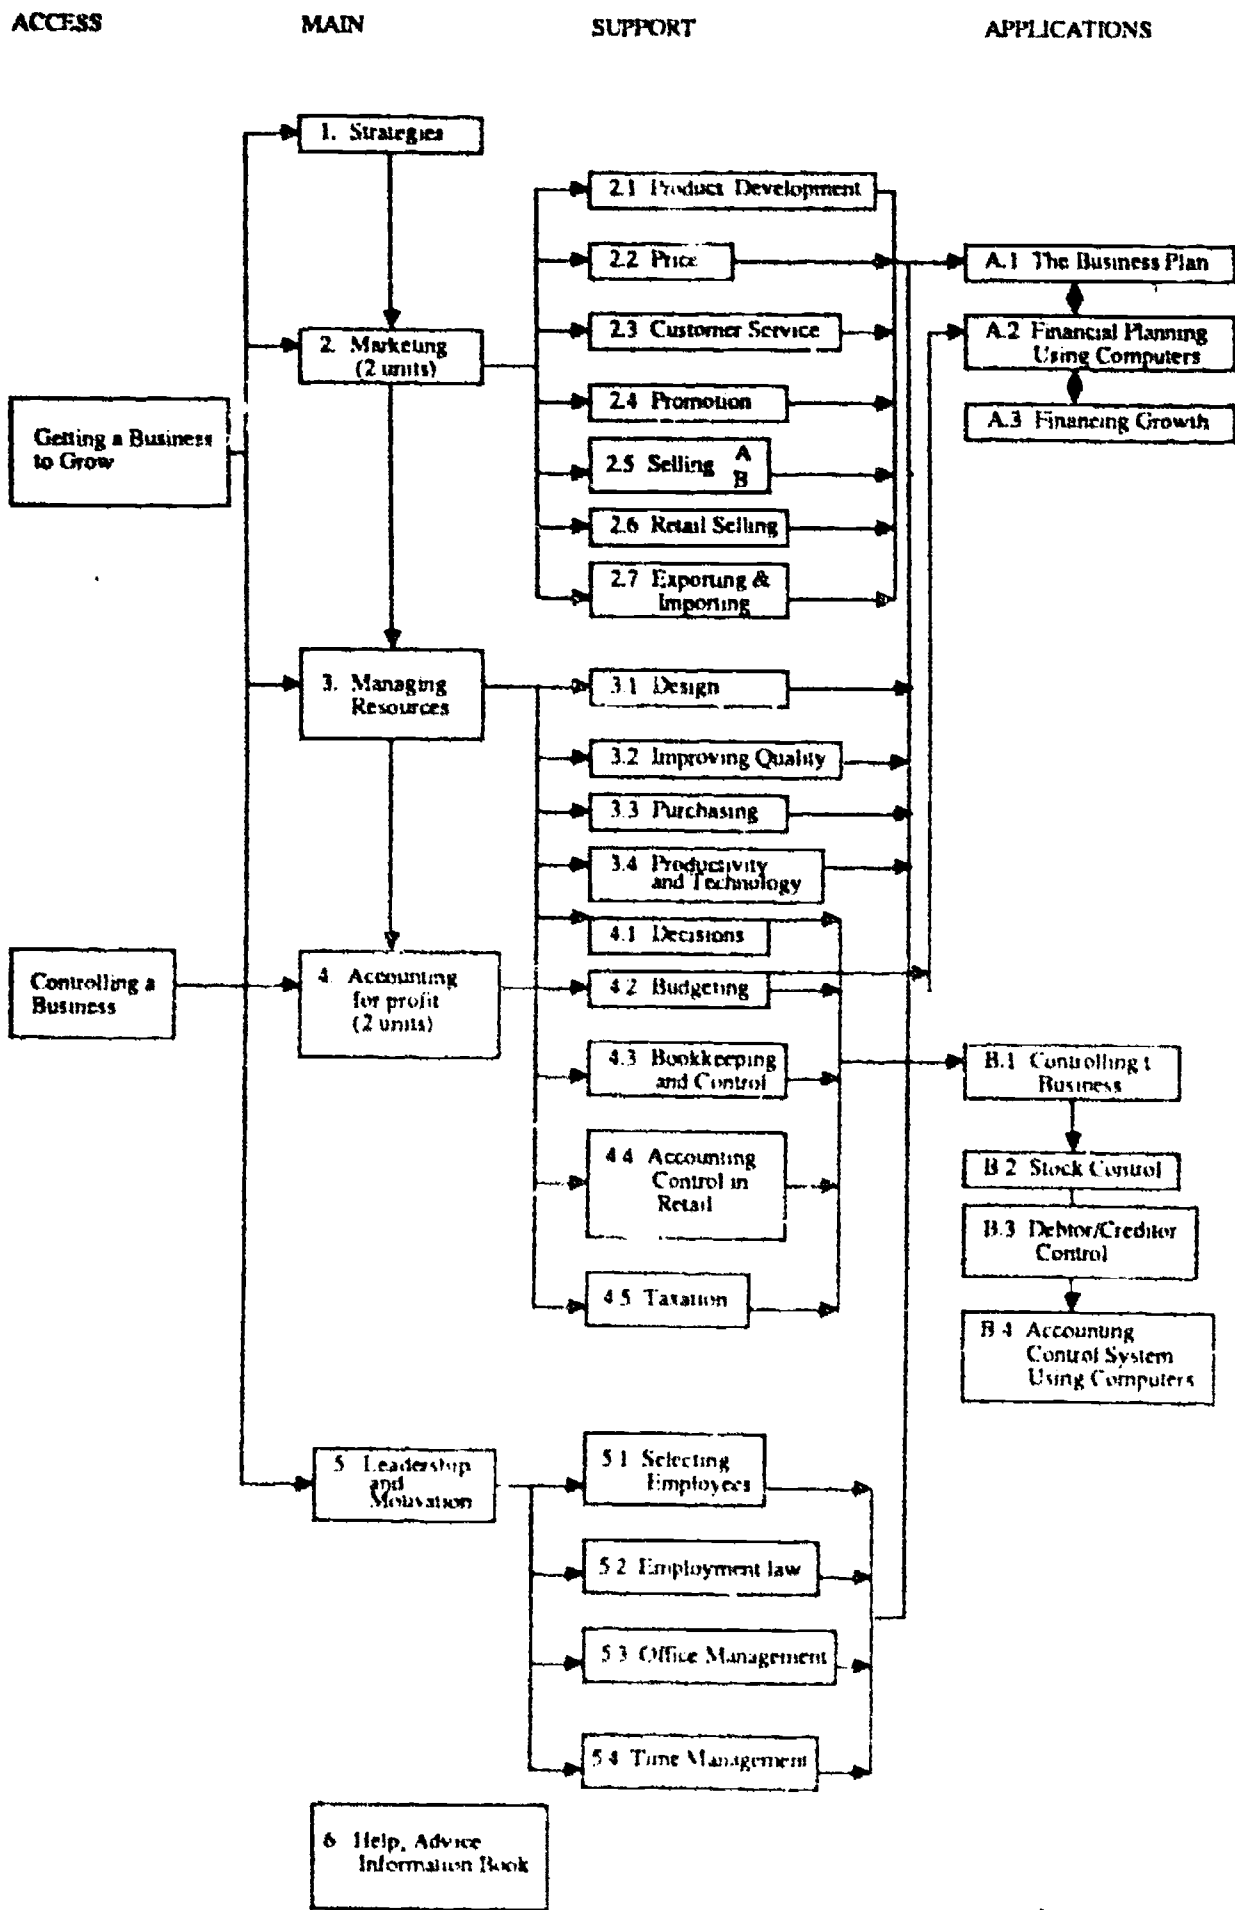 ACCESS
MAIN
SUPPORT
APPLICATIONS
1. Strategies
2. Marketing
(2 units)
Getting a Business
to Grow
3. Managing
Resources
Controlling a
Business
4. Accounting
for profit
(2 units)
5 Leadership
and
Motivation
6 Help, Advice
Information Book
2.1 Product Development
2.2 Price
2.3 Customer Service
2.4 Promotion
2.5 Selling A
B
2.6 Retail Selling
2.7 Exporting &
Importing
3.1 Design
3.2 Improving Quality
3.3 Purchasing
3.4 Productivity
and Technology
4.1 Decisions
4.2 Budgeting
4.3 Bookkeeping
and Control
4.4 Accounting
Control in
Retail
4.5 Taxation
5.1 Selecting
Employees
5.2 Employment law
5.3 Office Management
5.4 Time Management
A.1 The Business Plan
A.2 Financial Planning
Using Computers
A.3 Financing Growth
B.1 Controlling
Business
B.2 Stock Control
B.3 Debtor/Creditor
Control
B.4 Accounting
Control System
Using Computers